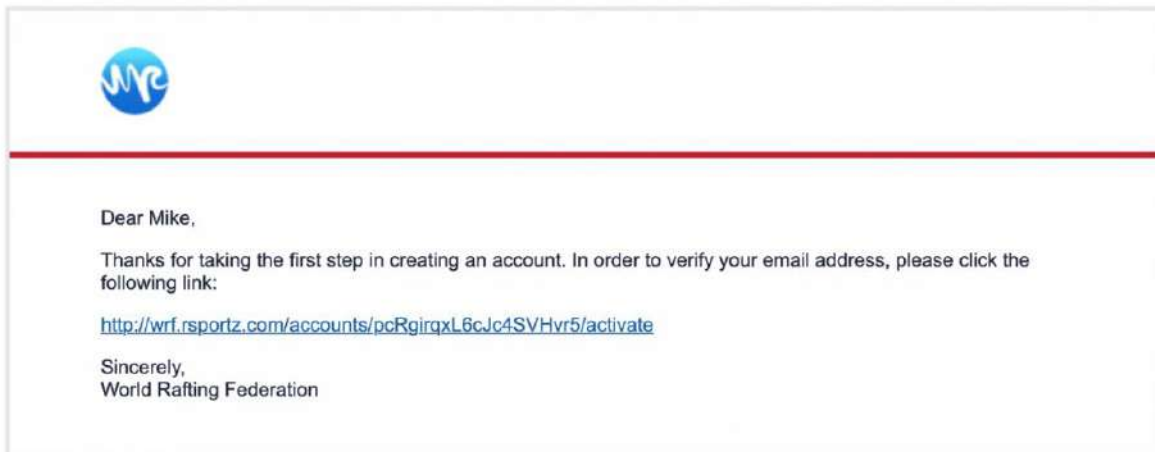 Dear Mike,
Thanks for taking the first step in creating an account. In order to verify your email address, please click the
following link:
http://wrf.rsportz.com/accounts/pcRgirqxL6cJc4SVHvr5/activate
Sincerely,
World Rafting Federation